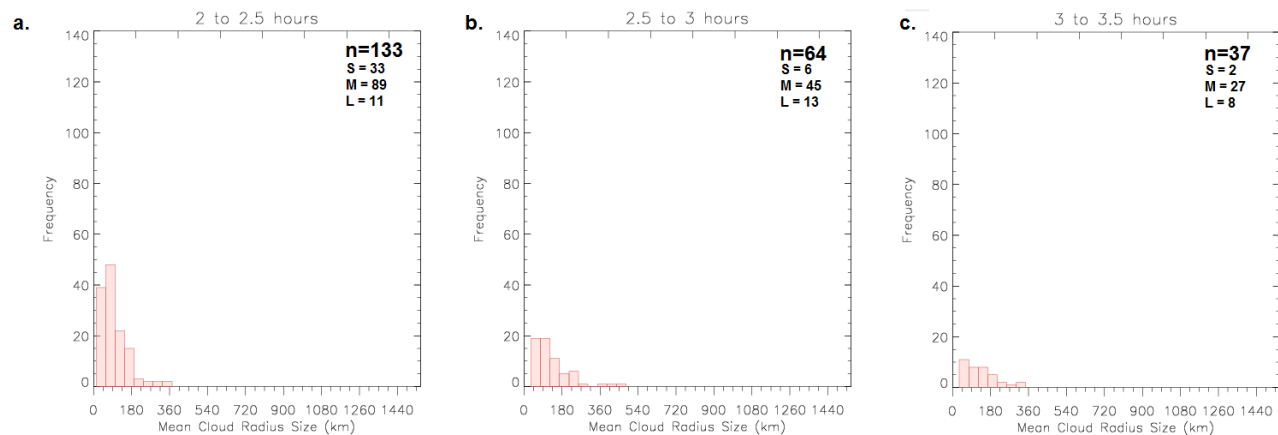 a.
2 to 2.5 hours
n=133
S = 33
M = 89
L = 11
140
120
100
80
60
40
20
0
Frequency
0 180 360 540 720 900 1080 1260 1440
Mean Cloud Radius Size (km)
b.
2.5 to 3 hours
n=64
S = 6
M = 45
L = 13
140
120
100
80
60
40
20
0
Frequency
0 180 360 540 720 900 1080 1260 1440
Mean Cloud Radius Size (km)
c.
3 to 3.5 hours
n=37
S = 2
M = 27
L = 8
140
120
100
80
60
40
20
0
Frequency
0 180 360 540 720 900 1080 1260 1440
Mean Cloud Radius Size (km)